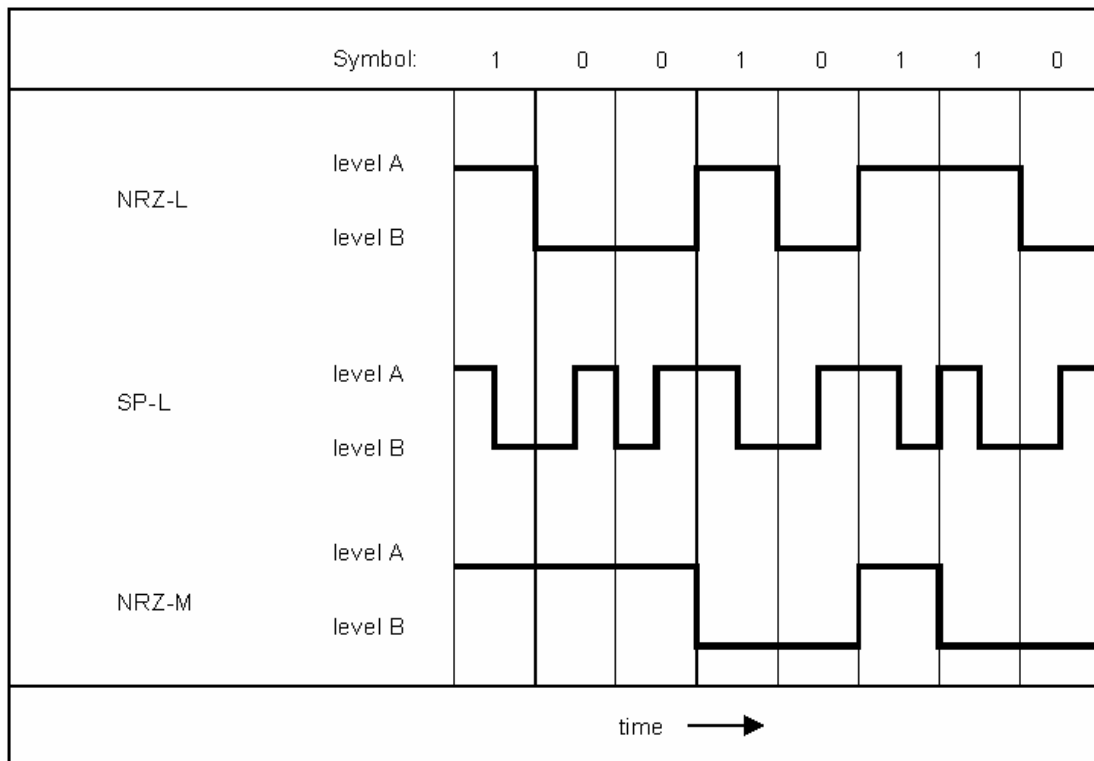 Symbol: 1 0 0 1 0 1 1 0
level A
NRZ-L
level B
level A
SP-L
level B
level A
NRZ-M
level B
time